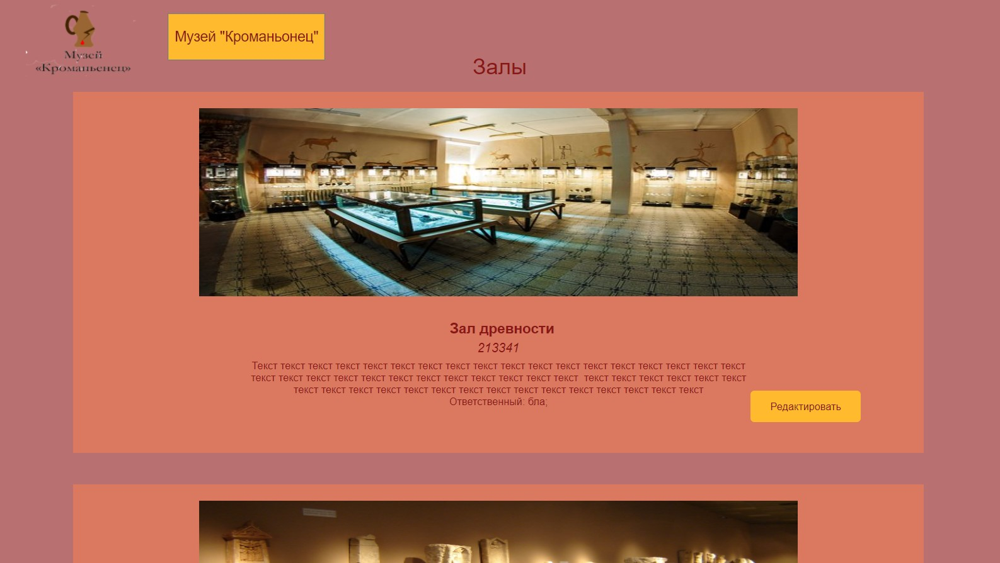 Музей
«Кроманьенец»
Музей "Кроманьонец"
Залы
Зал древности
213341
Текст текст текст текст текст текст текст текст текст текст текст текст текст текст текст текст текст текст
текст текст текст текст текст текст текст текст текст текст текст текст  текст текст текст текст текст текст
текст текст текст текст текст текст текст текст текст текст текст текст текст текст текст
Ответственный: бла;
Редактировать